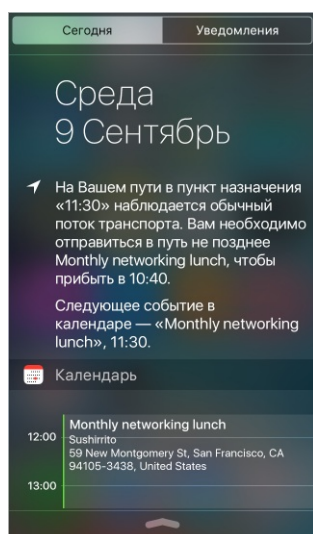 Сегодня
Уведомления
Среда
9 Сентябрь
На Вашем пути в пункт назначения
«11:30» наблюдается обычный
поток транспорта. Вам необходимо
отправиться в путь не позднее
Monthly networking lunch, чтобы
прибыть в 10:40.
Следующее событие в
календаре — «Monthly networking
lunch», 11:30.
Календарь
Monthly networking lunch
12:00
Sushirrito
59 New Montgomery St, San Francisco, CA
94105-3438, United States
13:00